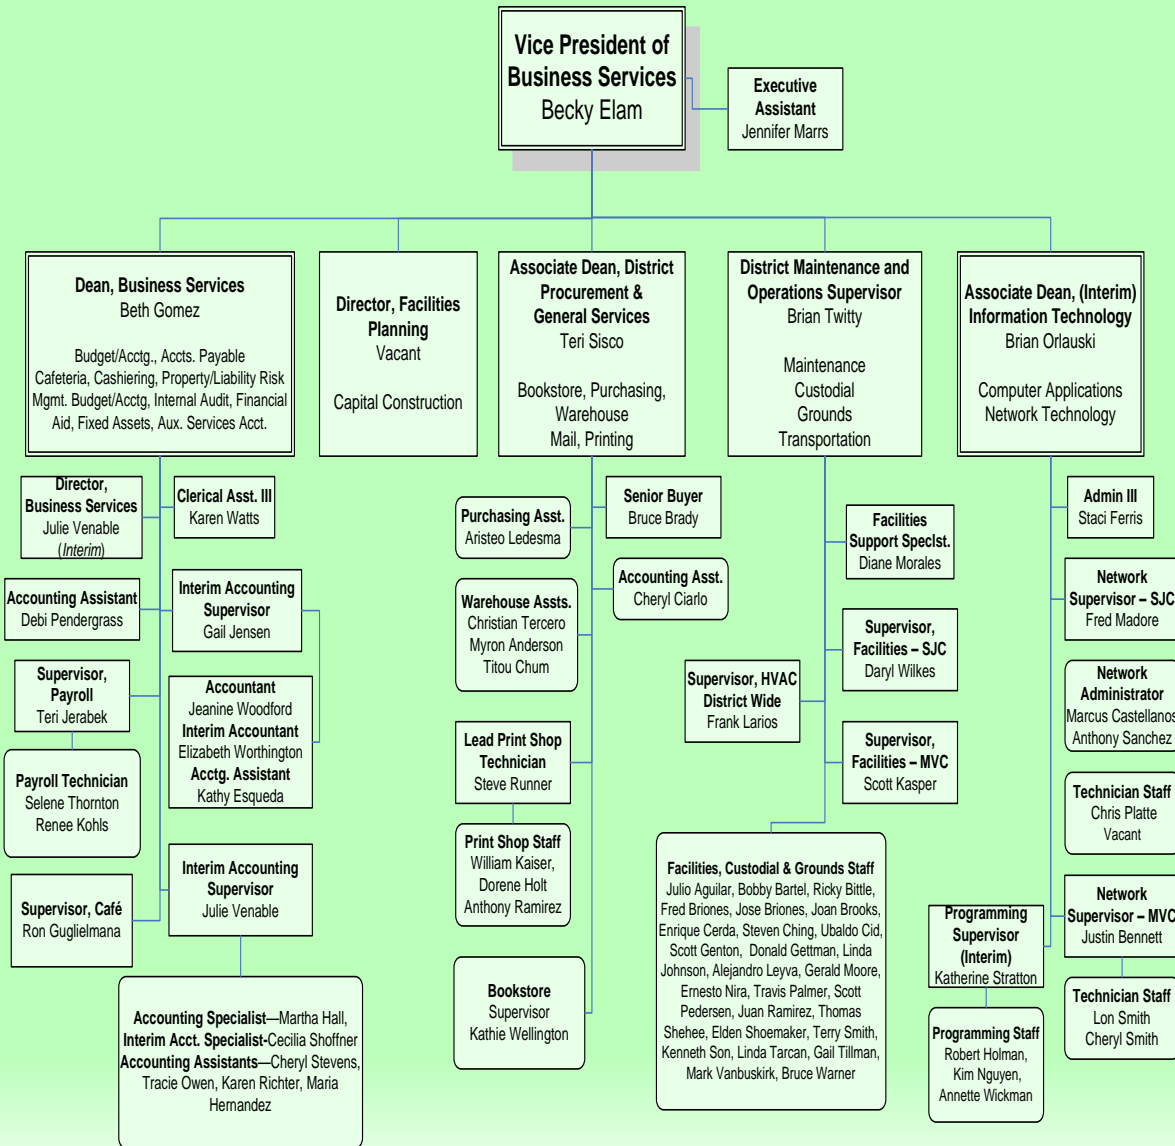 Vice President of
Business Services
Becky Elam
Executive
Assistant
Jennifer Marrs
Dean, Business Services
Beth Gomez
Budget/Acctg., Accts. Payable
Cafeteria, Cashiering, Property/Liability Risk
Mgmt. Budget/Acctg, Internal Audit, Financial
Aid, Fixed Assets, Aux. Services Acct.
Director, Facilities
Planning
Vacant
Capital Construction
Associate Dean, District
Procurement &
General Services
Teri Sisco
Bookstore, Purchasing,
Warehouse
Mail, Printing
District Maintenance and
Operations Supervisor
Brian Twitty
Maintenance
Custodial
Grounds
Transportation
Associate Dean, (Interim)
Information Technology
Brian Orlauski
Computer Applications
Network Technology
Director,
Business Services
Julie Venable
(Interim)
Clerical Asst. III
Karen Watts
Accounting Assistant
Debi Pendergrass
Interim Accounting
Supervisor
Gail Jensen
Supervisor,
Payroll
Teri Jerabek
Accountant
Jeanine Woodford
Interim Accountant
Elizabeth Worthington
Acctg. Assistant
Kathy Esqueda
Payroll Technician
Selene Thornton
Renee Kohls
Interim Accounting
Supervisor
Julie Venable
Supervisor, Café
Ron Guglielmana
Accounting Specialist—Martha Hall,
Interim Acct. Specialist-Cecilia Shoffner
Accounting Assistants—Cheryl Stevens,
Tracie Owen, Karen Richter, Maria
Hernandez
Purchasing Asst.
Aristeo Ledesma
Senior Buyer
Bruce Brady
Accounting Asst.
Cheryl Ciarlo
Warehouse Assts.
Christian Tercero
Myron Anderson
Titou Chum
Lead Print Shop
Technician
Steve Runner
Print Shop Staff
William Kaiser,
Dorene Holt
Anthony Ramirez
Bookstore
Supervisor
Kathie Wellington
Facilities
Support Speclst.
Diane Morales
Supervisor,
Facilities – SJC
Daryl Wilkes
Supervisor, HVAC
District Wide
Frank Larios
Supervisor,
Facilities – MVC
Scott Kasper
Facilities, Custodial & Grounds Staff
Julio Aguilar, Bobby Bartel, Ricky Bittle,
Fred Briones, Jose Briones, Joan Brooks,
Enrique Cerda, Steven Ching, Ubaldo Cid,
Scott Genton, Donald Gettman, Linda
Johnson, Alejandro Leyva, Gerald Moore,
Ernesto Nira, Travis Palmer, Scott
Pedersen, Juan Ramirez, Thomas
Shehee, Elden Shoemaker, Terry Smith,
Kenneth Son, Linda Tarcan, Gail Tillman,
Mark Vanbuskirk, Bruce Warner
Admin III
Staci Ferris
Network
Supervisor – SJC
Fred Madore
Network
Administrator
Marcus Castellanos
Anthony Sanchez
Technician Staff
Chris Platte
Vacant
Network
Supervisor – MVC
Justin Bennett
Programming
Supervisor
(Interim)
Katherine Stratton
Technician Staff
Lon Smith
Cheryl Smith
Programming Staff
Robert Holman,
Kim Nguyen,
Annette Wickman